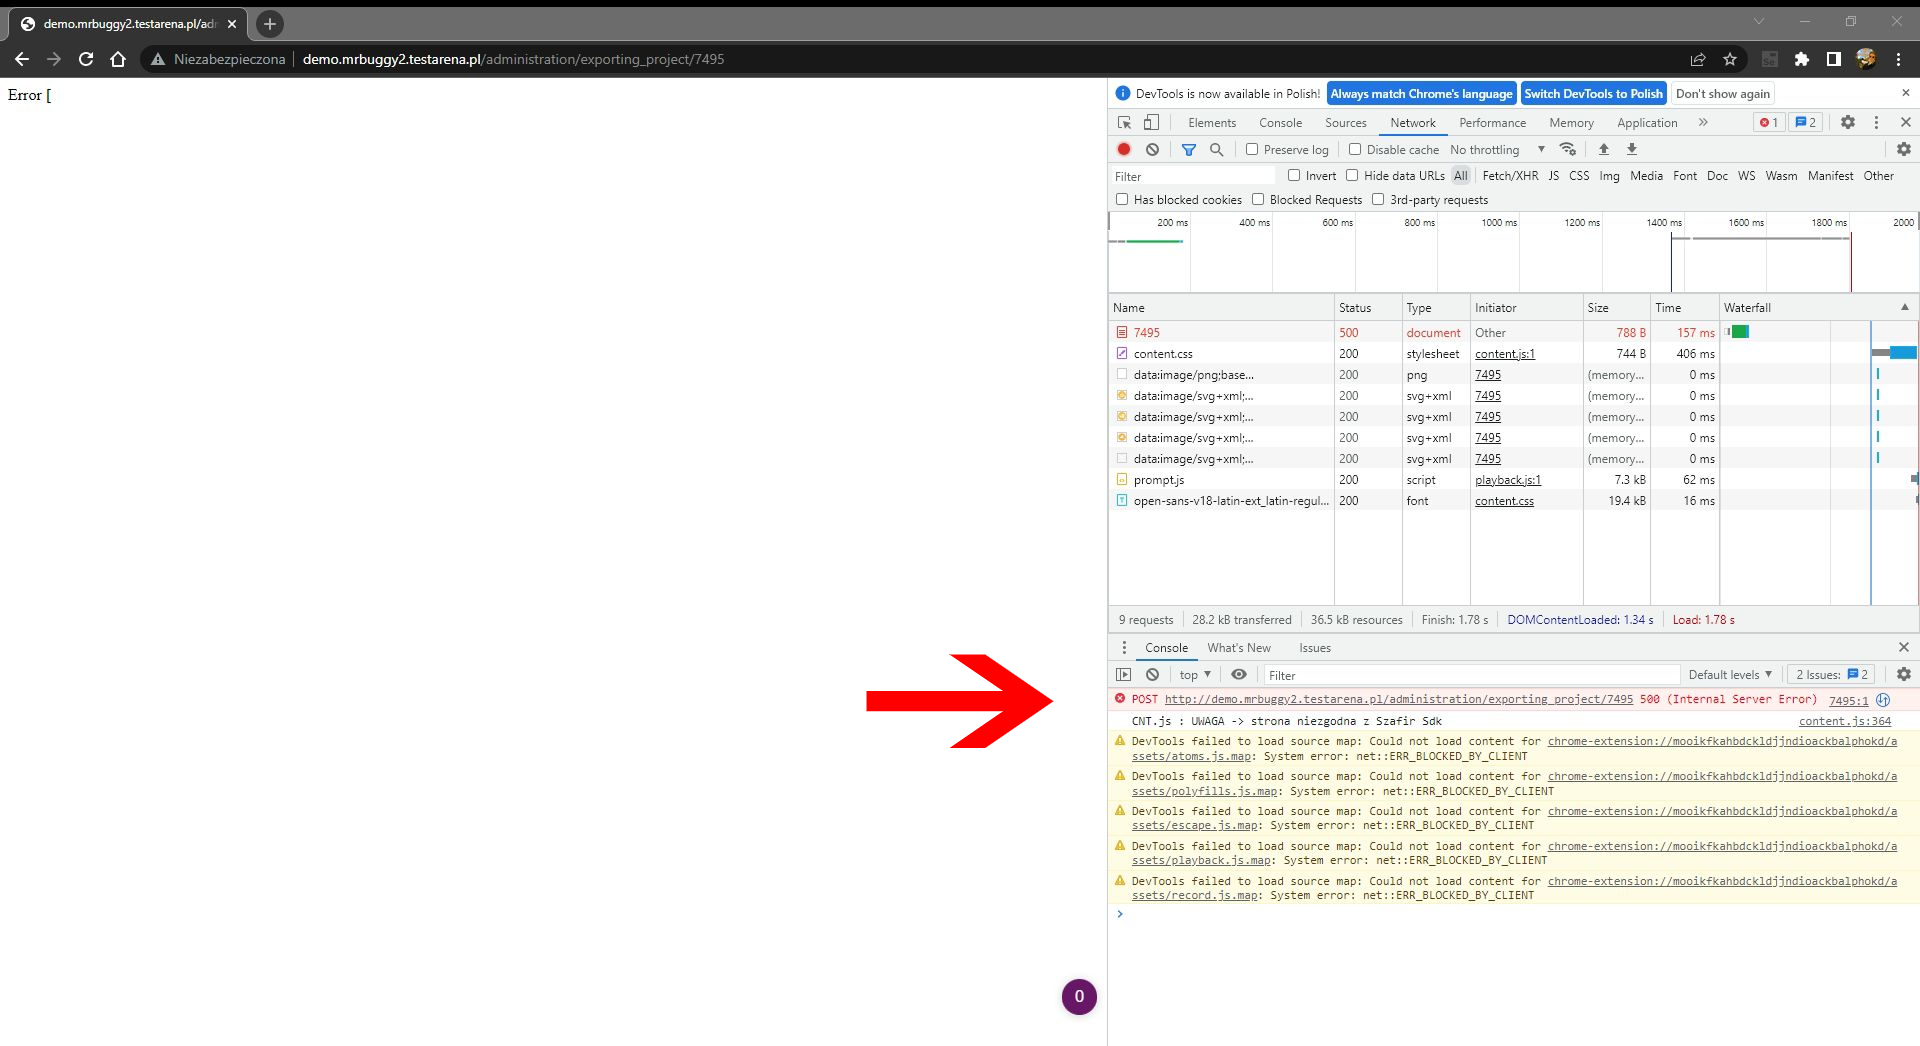 demo.mrbuggy2.testarena.pl/adm
Niezabezpieczona demo.mrbuggy2.testarena.pl/administration/exporting_project/7495
Error [
DevTools is now available in Polish! Always match Chrome's language Switch DevTools to Polish Don't show again
Elements Console Sources Network Performance Memory Application 1 2
Preserve log Disable cache No throttling
Filter Invert Hide data URLs All Fetch/XHR JS CSS Img Media Font Doc WS Wasm Manifest Other
Has blocked cookies Blocked Requests 3rd-party requests
200 ms 400 ms 600 ms 800 ms 1000 ms 1200 ms 1400 ms 1600 ms 1800 ms 2000
Name Status Type Initiator Size Time Waterfall
7495 500 document Other 788 B 157 ms
content.css 200 stylesheet content.js:1 744 B 406 ms
data:image/png;base... 200 png 7495 (memory... 0 ms
data:image/svg+xml;... 200 svg+xml 7495 (memory... 0 ms
data:image/svg+xml;... 200 svg+xml 7495 (memory... 0 ms
data:image/svg+xml;... 200 svg+xml 7495 (memory... 0 ms
data:image/svg+xml;... 200 svg+xml 7495 (memory... 0 ms
prompt.js 200 script playback.js:1 7.3 kB 62 ms
open-sans-v18-latin-ext_latin-regul... 200 font content.css 19.4 kB 16 ms
9 requests 28.2 kB transferred 36.5 kB resources Finish: 1.78 s DOMContentLoaded: 1.34 s Load: 1.78 s
Console What's New Issues
top Filter Default levels 2 Issues: 2
POST http://demo.mrbuggy2.testarena.pl/administration/exporting_project/7495 500 (Internal Server Error) 7495:1
CNT.js : UWAGA -> strona niezgodna z Szafir Sdk content.js:364
DevTools failed to load source map: Could not load content for chrome-extension://mooikfkahbdckldjjndioackbalphokd/a
ssets/atoms.js.map: System error: net::ERR_BLOCKED_BY_CLIENT
DevTools failed to load source map: Could not load content for chrome-extension://mooikfkahbdckldjjndioackbalphokd/a
ssets/polyfills.js.map: System error: net::ERR_BLOCKED_BY_CLIENT
DevTools failed to load source map: Could not load content for chrome-extension://mooikfkahbdckldjjndioackbalphokd/a
ssets/escape.js.map: System error: net::ERR_BLOCKED_BY_CLIENT
DevTools failed to load source map: Could not load content for chrome-extension://mooikfkahbdckldjjndioackbalphokd/a
ssets/playback.js.map: System error: net::ERR_BLOCKED_BY_CLIENT
DevTools failed to load source map: Could not load content for chrome-extension://mooikfkahbdckldjjndioackbalphokd/a
ssets/record.js.map: System error: net::ERR_BLOCKED_BY_CLIENT
0